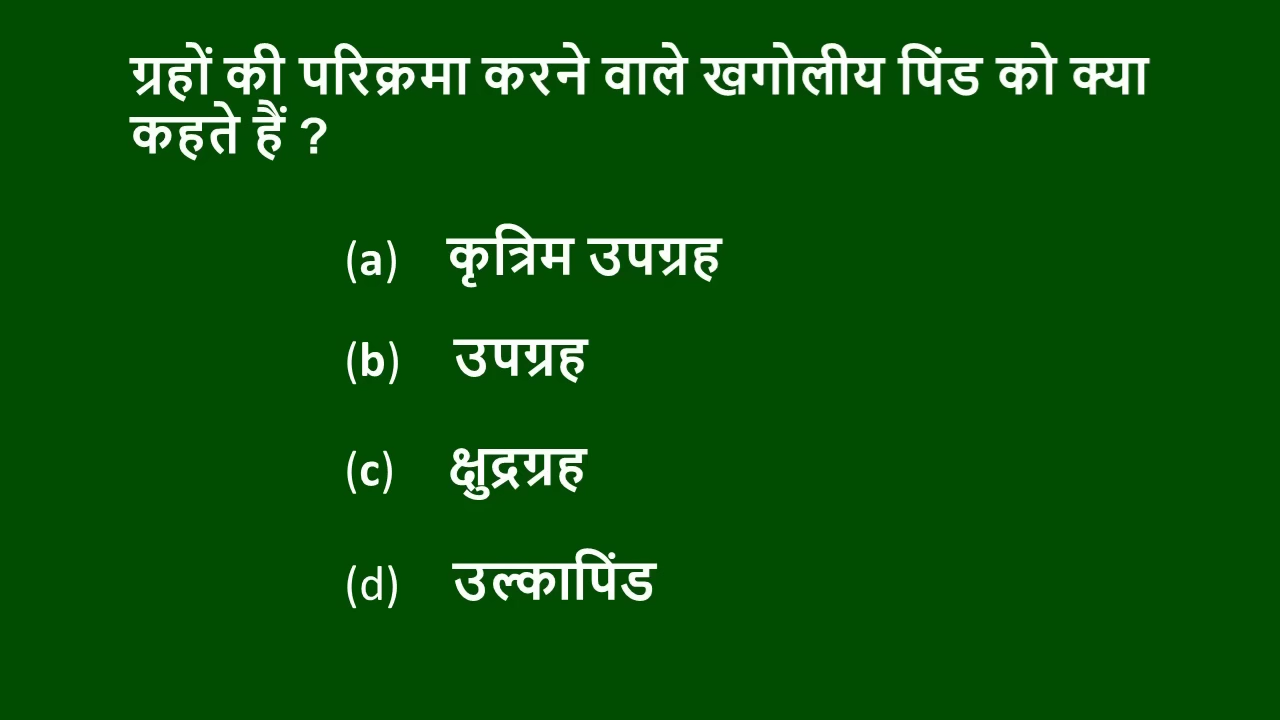 ग्रहों की परिक्रमा करने वाले खगोलीय पिंड को क्या
कहते हैं ?
(a) कृत्रिम उपग्रह
(b) उपग्रह
(c) क्षुद्रग्रह
(d) उल्कापिंड